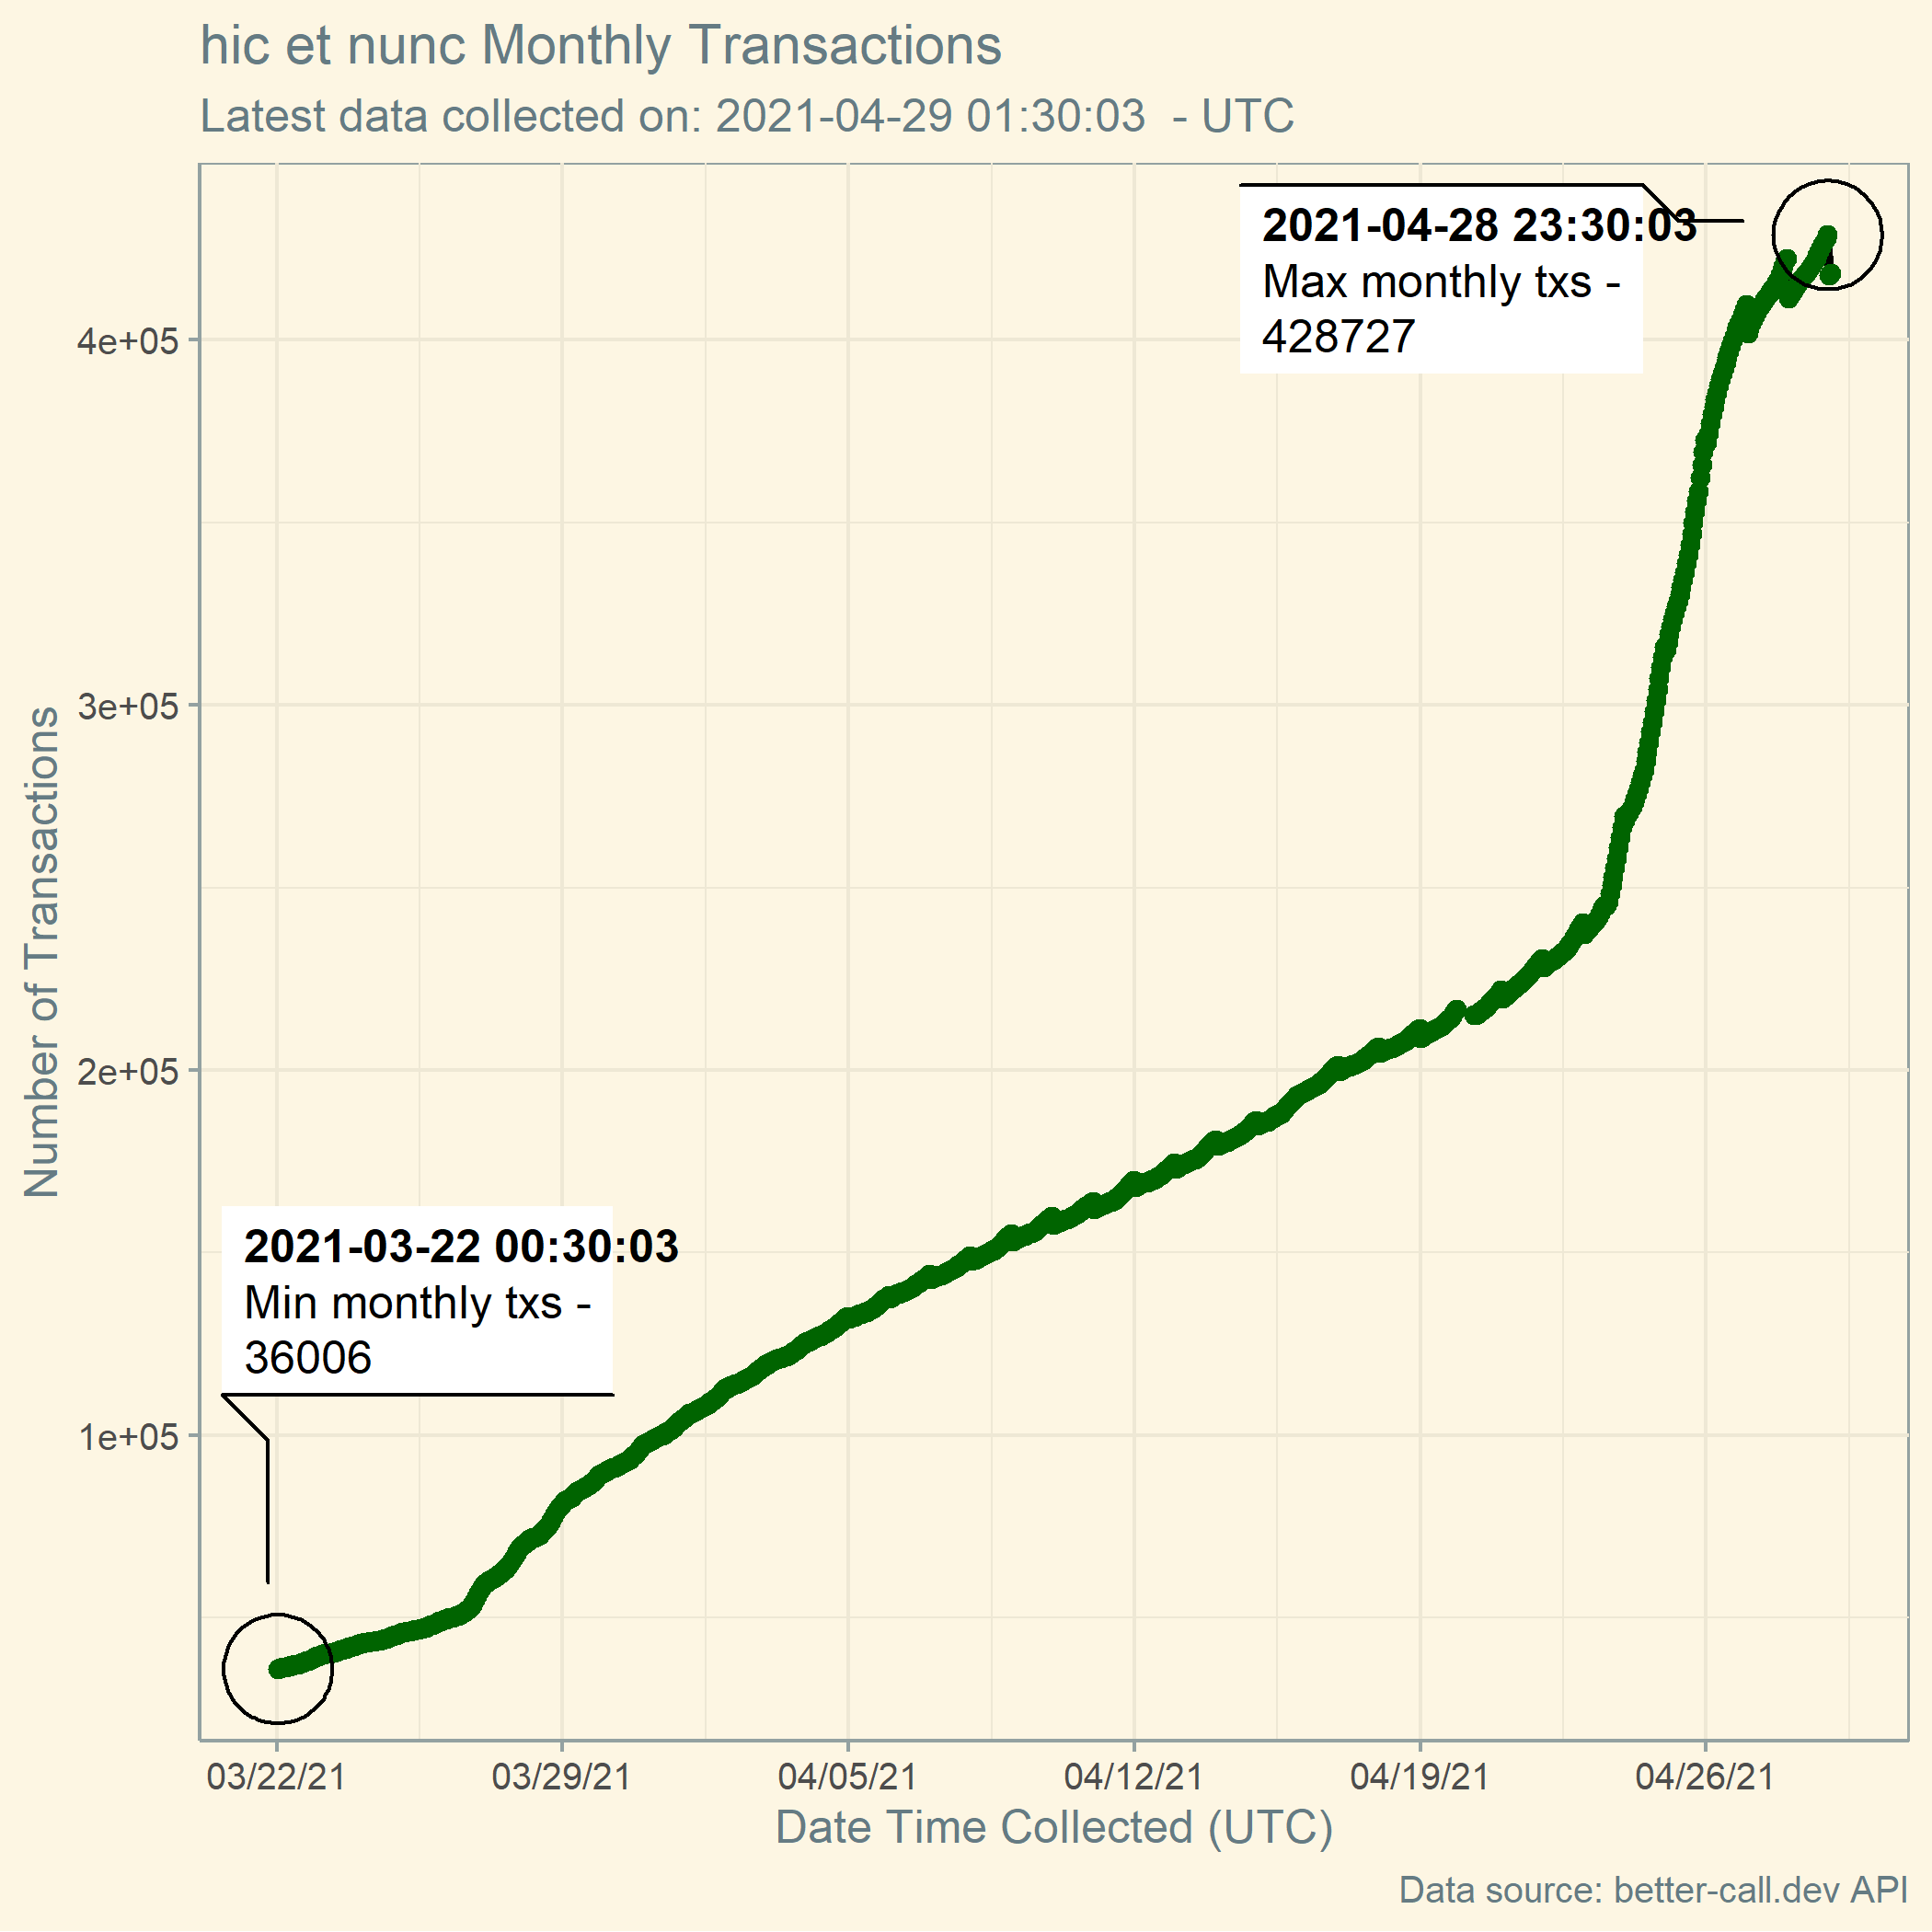 hic et nunc Monthly Transactions
Latest data collected on: 2021-04-29 01:30:03  - UTC
2021-04-28 23:30:03
Max monthly txs -
428727
4e+05
3e+05
2e+05
1e+05
Number of Transactions
2021-03-22 00:30:03
Min monthly txs -
36006
03/22/21 03/29/21 04/05/21 04/12/21 04/19/21 04/26/21
Date Time Collected (UTC)
Data source: better-call.dev API